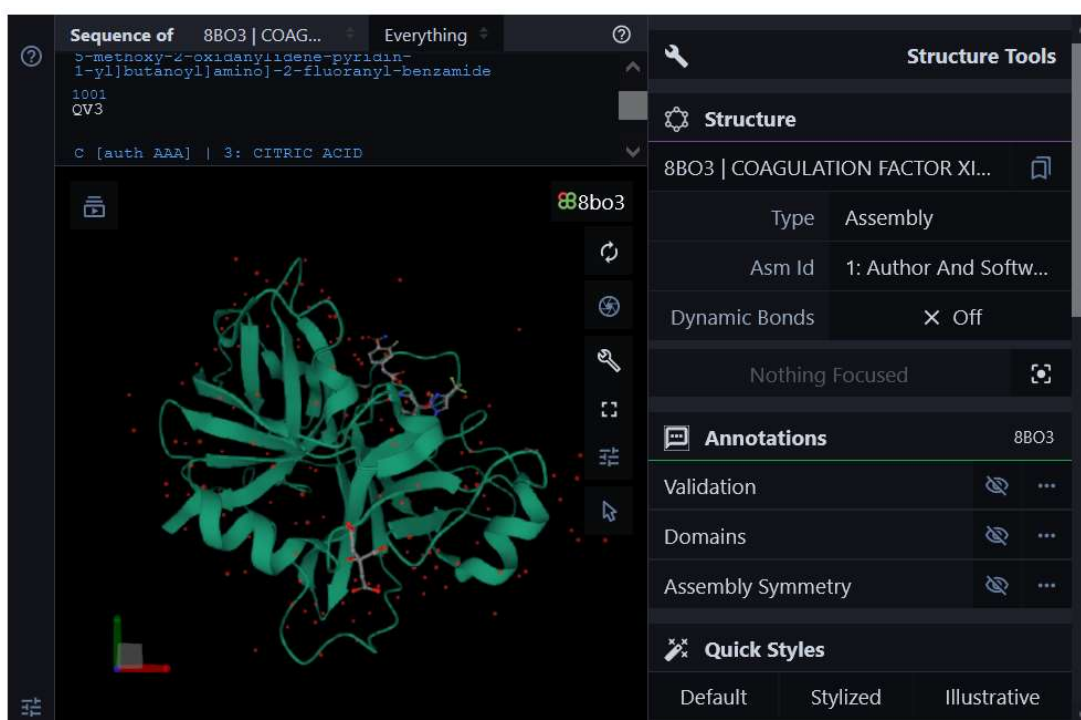 Sequence of 8BO3 | COAG... Everything
5-methoxy-2-oxidanylidene-pyridin-
1-yl]butanoyl]amino]-2-fluoranyl-benzamide
1001
QV3
C [auth AAA] | 3: CITRIC ACID
8bo3
Structure Tools
Structure
8BO3 | COAGULATION FACTOR XI...
Type Assembly
Asm Id 1: Author And Softw...
Dynamic Bonds × Off
Nothing Focused
Annotations 8BO3
Validation
Domains
Assembly Symmetry
Quick Styles
Default Stylized Illustrative